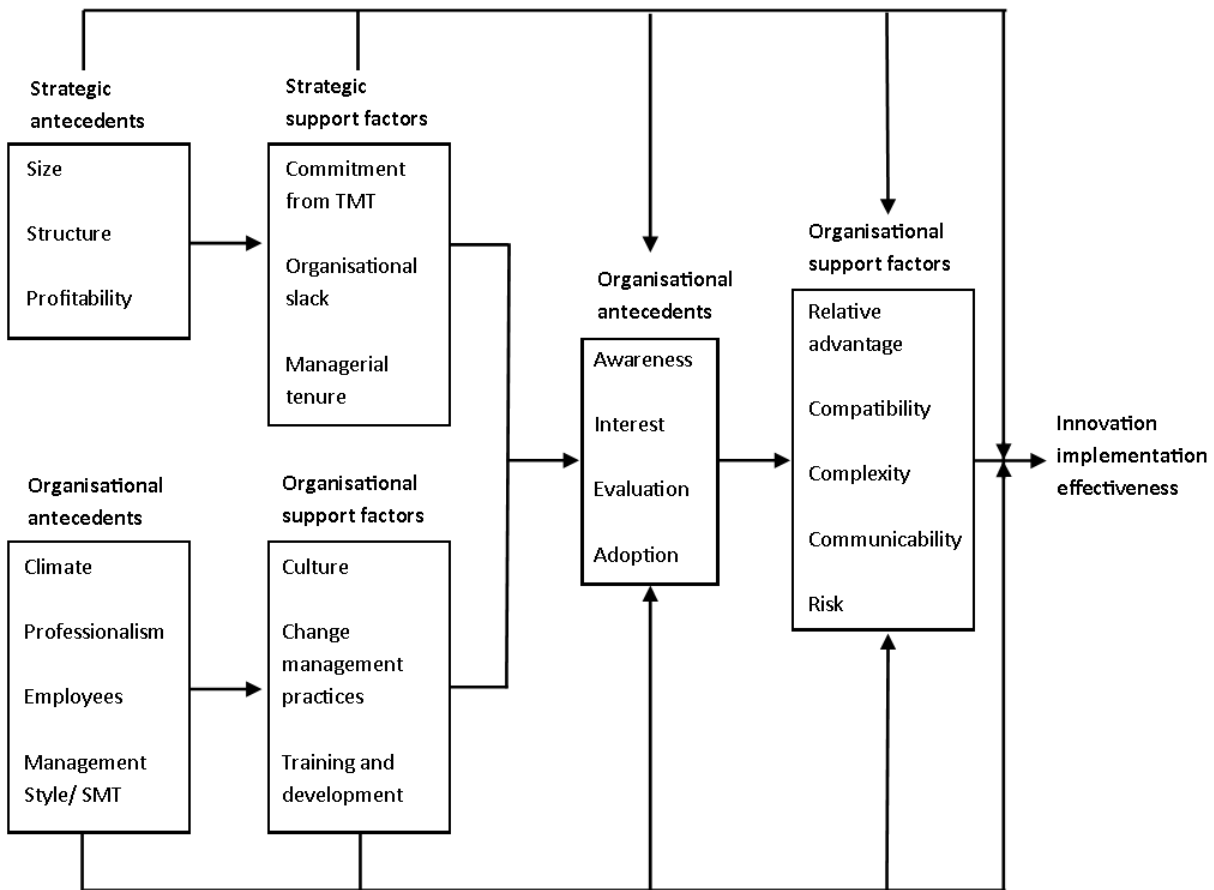 Strategic
antecedents
Size
Structure
Profitability
Strategic
support factors
Commitment
from TMT
Organisational
slack
Managerial
tenure
Organisational
antecedents
Climate
Professionalism
Employees
Management
Style/ SMT
Organisational
support factors
Culture
Change
management
practices
Training and
development
Organisational
antecedents
Awareness
Interest
Evaluation
Adoption
Organisational
support factors
Relative
advantage
Compatibility
Complexity
Communicability
Risk
Innovation
implementation
effectiveness